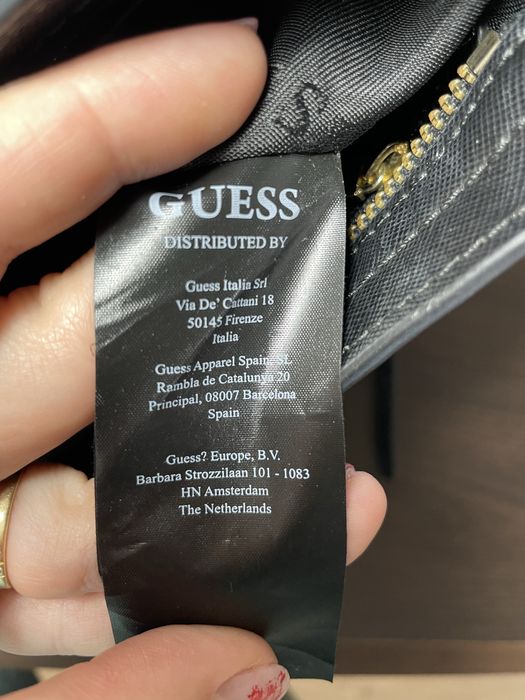 S
GUESS
DISTRIBUTED BY
Guess Italia Srl
Via De' Cattani 18
50145 Firenze
Italia
Guess Apparel Spain, SL
Rambla de Catalunya 20
Principal, 08007 Barcelona
Spain
Guess? Europe, B.V.
Barbara Strozzilaan 101 - 1083
HN Amsterdam
The Netherlands